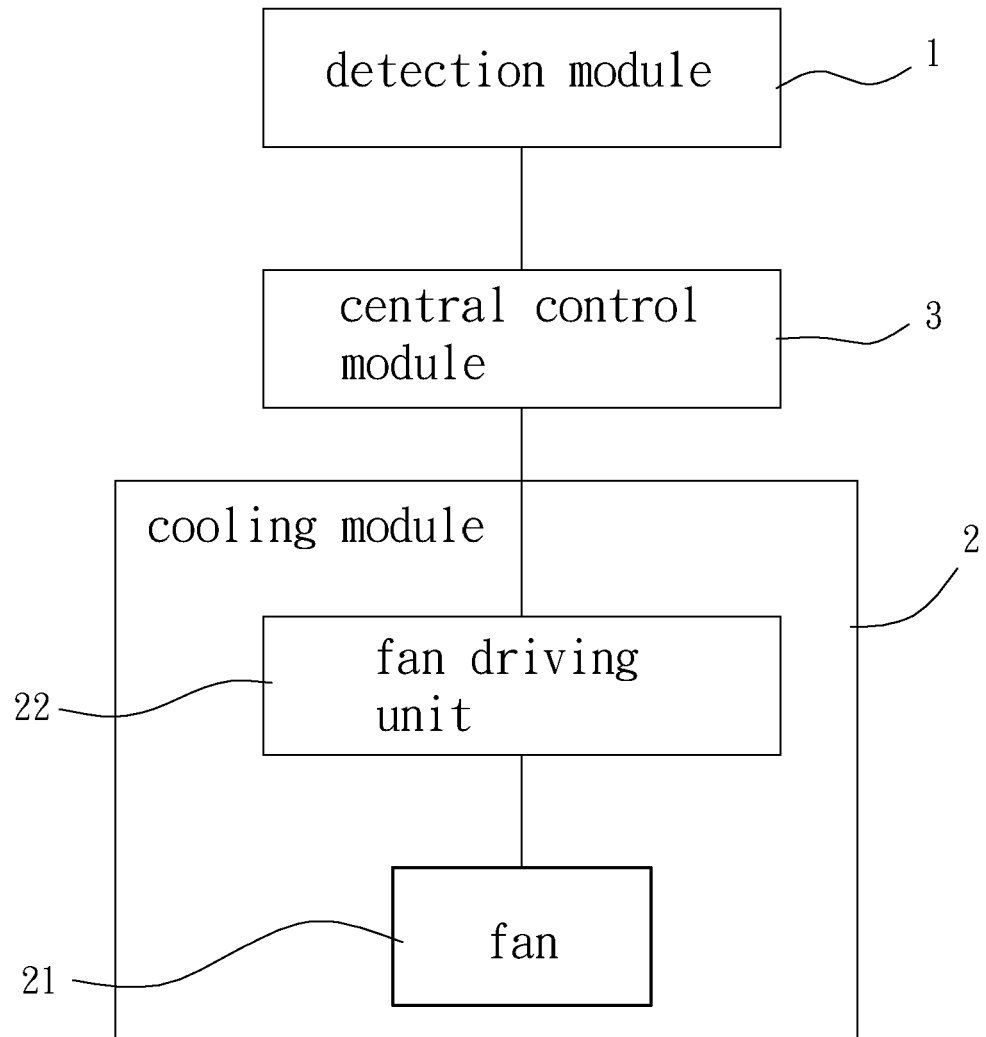 detection module
1
central control
module
3
cooling module
2
fan driving
unit
22
fan
21